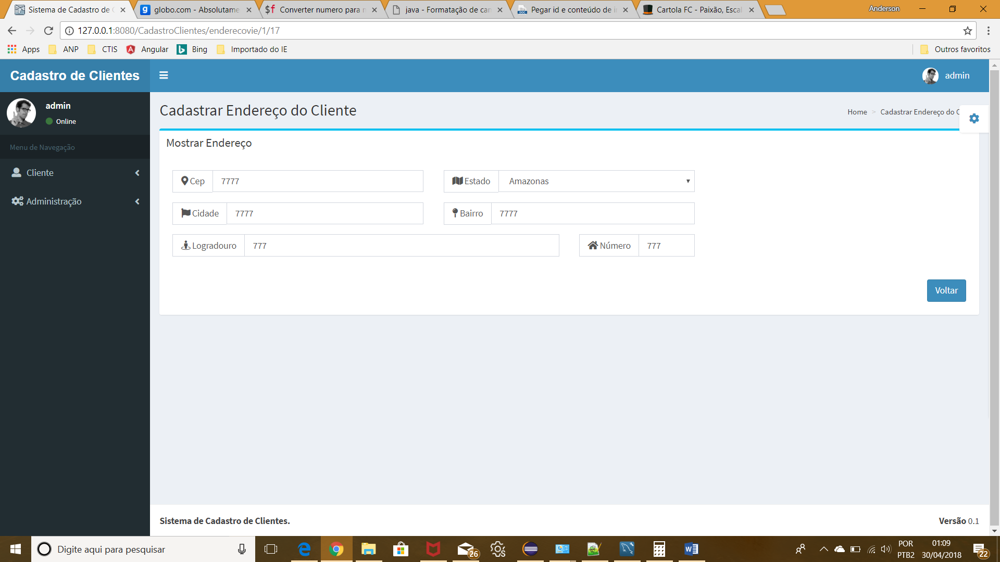 Sistema de Cadastro de C
globo.com - Absolutame
Converter numero para n
java - Formatação de can
Pegar id e conteúdo de i
Cartola FC - Paixão, Escal
Anderson
127.0.0.1:8080/CadastroClientes/enderecovie/1/17
Apps
ANP
CTIS
Angular
Bing
Importado do IE
Outros favoritos
Cadastro de Clientes
admin
admin
Online
Menu de Navegação
Cliente
Administração
Cadastrar Endereço do Cliente
Home > Cadastrar Endereço do C
Mostrar Endereço
Cep 7777
Estado Amazonas
Cidade 7777
Bairro 7777
Logradouro 777
Número 777
Voltar
Sistema de Cadastro de Clientes.
Versão 0.1
Digite aqui para pesquisar
26
POR
PTB2
01:09
30/04/2018
22